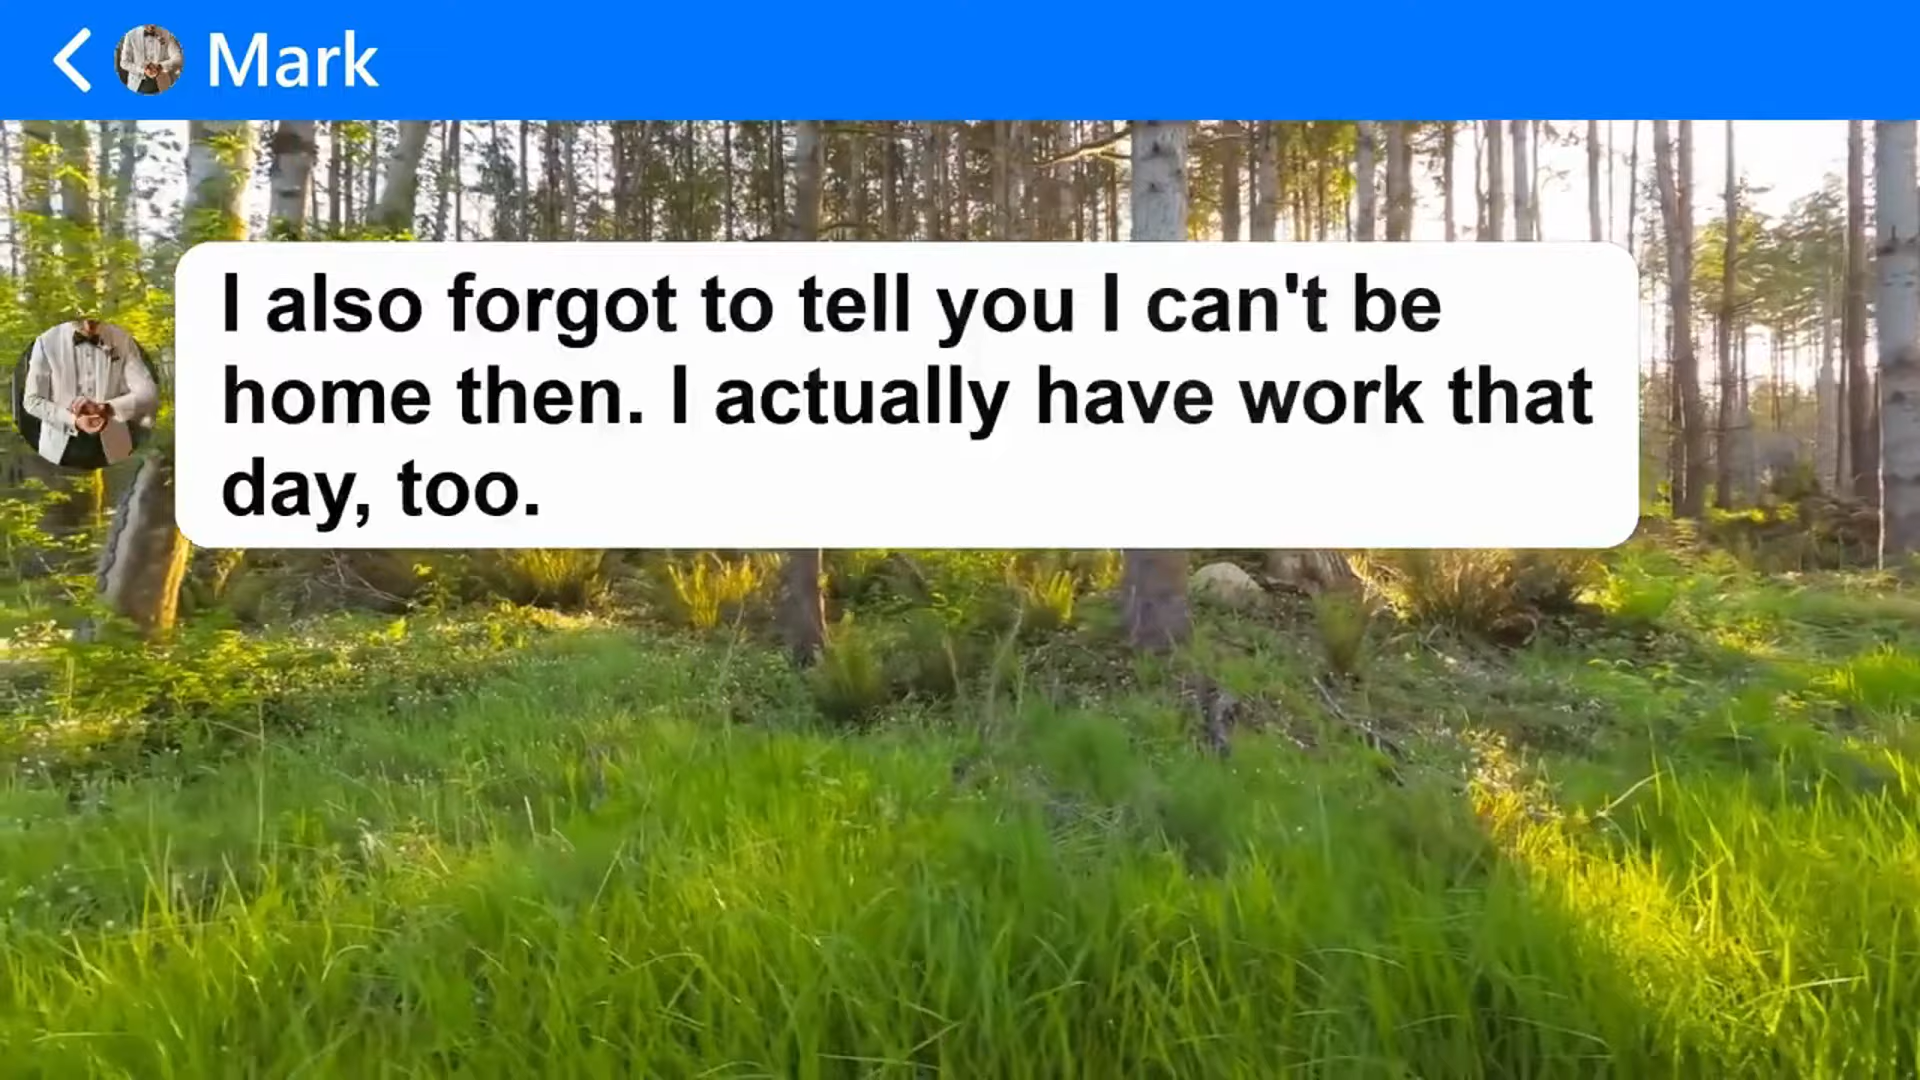 Mark
I also forgot to tell you I can't be
home then. I actually have work that
day, too.